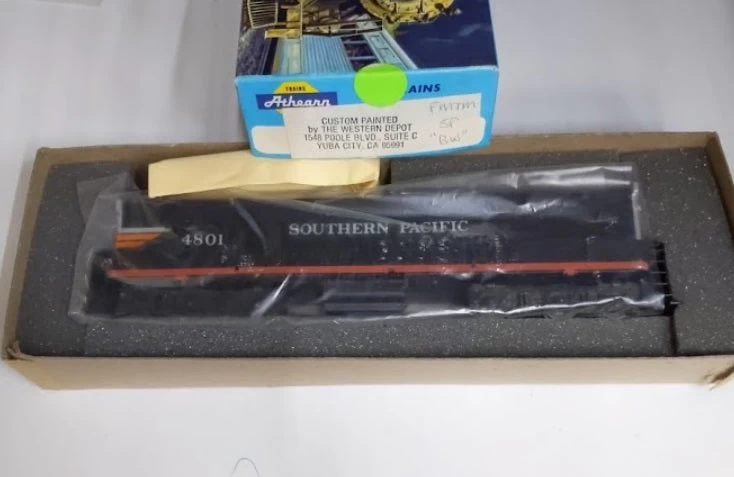 TRAINS
Athearn
AINS
CUSTOM PAINTED
by THE WESTERN DEPOT
1548 POOLE BLVD., SUITE C
YUBA CITY, CA 95991
FMTM
SP
"BW"
4801
SOUTHERN PACIFIC